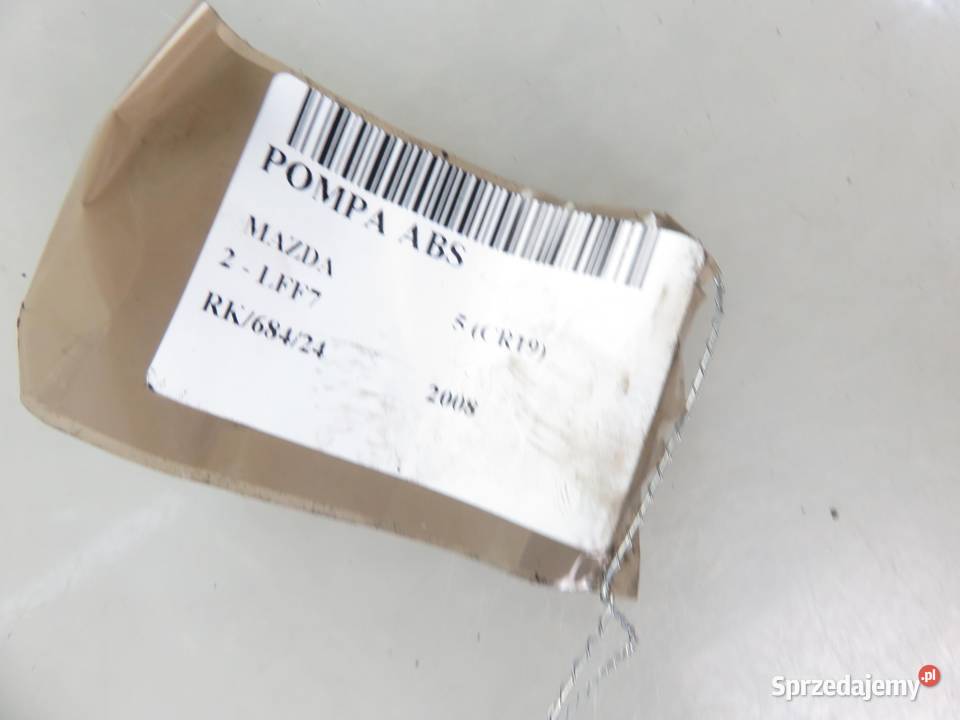 POMPA ABS
MAZDA 5 (CR19)
2 - LFF7 2008
RK/684/24
Sprzedajemy.pl